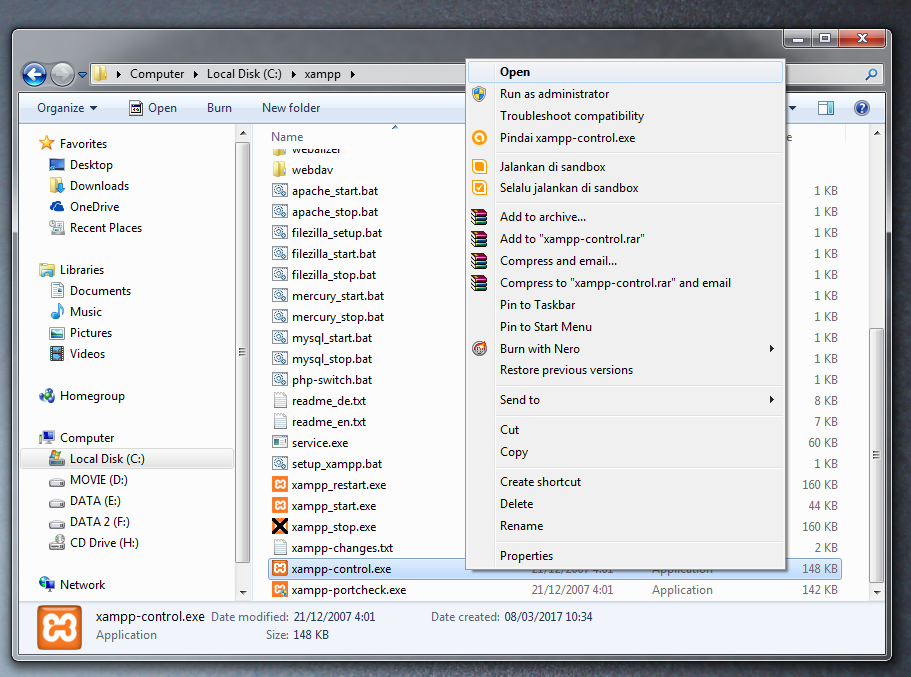 Computer Local Disk (C:) xampp
Organize Open Burn New folder
Favorites
Desktop
Downloads
OneDrive
Recent Places
Libraries
Documents
Music
Pictures
Videos
Homegroup
Computer
Local Disk (C:)
MOVIE (D:)
DATA (E:)
DATA 2 (F:)
CD Drive (H:)
Network
Name
webalizer
webdav
apache_start.bat 1 KB
apache_stop.bat 1 KB
filezilla_setup.bat 1 KB
filezilla_start.bat 1 KB
filezilla_stop.bat 1 KB
mercury_start.bat 1 KB
mercury_stop.bat 1 KB
mysql_start.bat 1 KB
mysql_stop.bat 1 KB
php-switch.bat 1 KB
readme_de.txt 8 KB
readme_en.txt 7 KB
service.exe 60 KB
setup_xampp.bat 1 KB
xampp_restart.exe 160 KB
xampp_start.exe 44 KB
xampp_stop.exe 160 KB
xampp-changes.txt 2 KB
xampp-control.exe 21/12/2007 4:01 Application 148 KB
xampp-portcheck.exe 21/12/2007 4:01 Application 142 KB
Open
Run as administrator
Troubleshoot compatibility
Pindai xampp-control.exe
Jalankan di sandbox
Selalu jalankan di sandbox
Add to archive...
Add to "xampp-control.rar"
Compress and email...
Compress to "xampp-control.rar" and email
Pin to Taskbar
Pin to Start Menu
Burn with Nero
Restore previous versions
Send to
Cut
Copy
Create shortcut
Delete
Rename
Properties
xampp-control.exe Date modified: 21/12/2007 4:01 Date created: 08/03/2017 10:34
Application Size: 148 KB